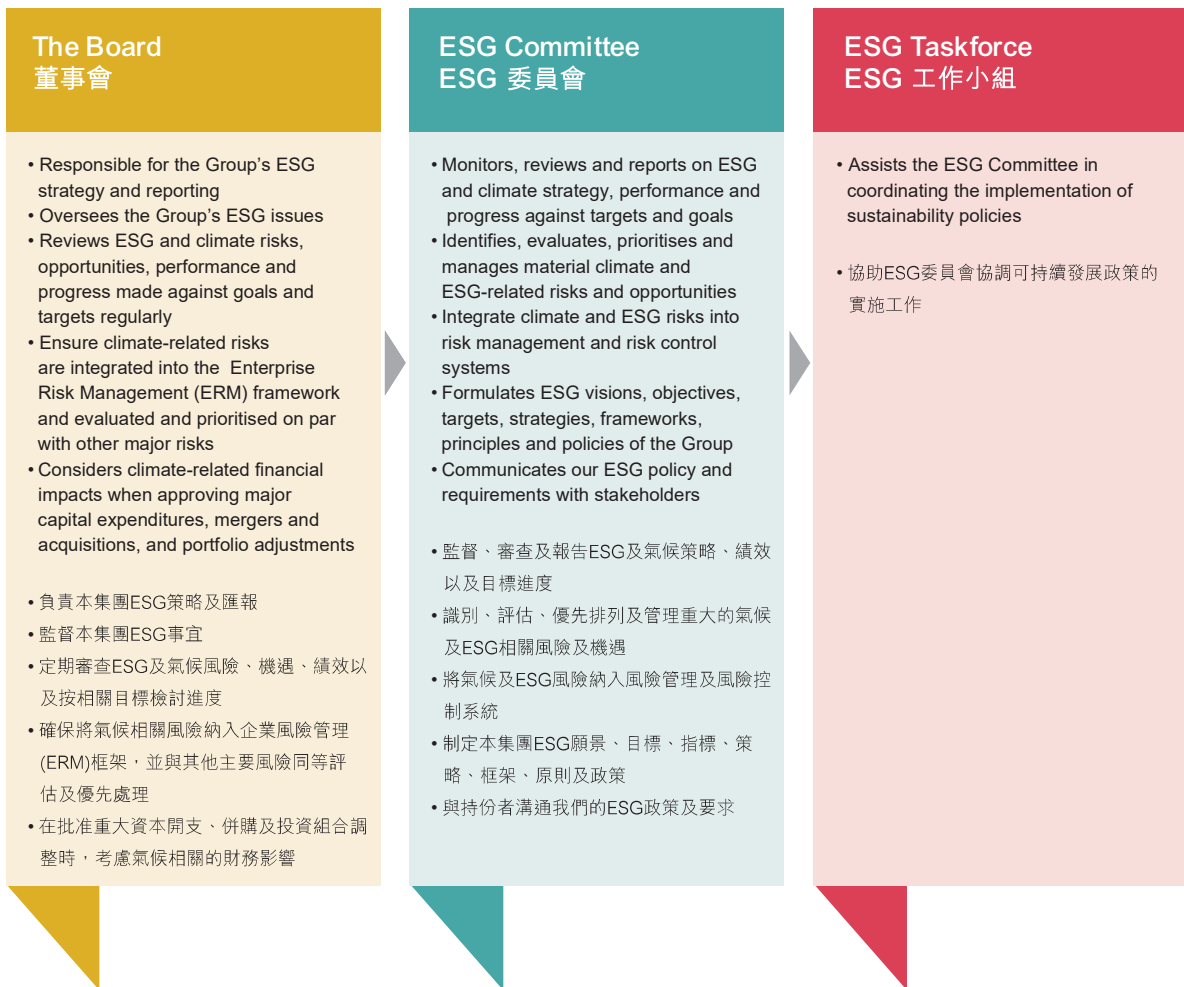 The Board
董事會
• Responsible for the Group's ESG
strategy and reporting
• Oversees the Group's ESG issues
• Reviews ESG and climate risks,
opportunities, performance and
progress made against goals and
targets regularly
• Ensure climate-related risks
are integrated into the Enterprise
Risk Management (ERM) framework
and evaluated and prioritised on par
with other major risks
• Considers climate-related financial
impacts when approving major
capital expenditures, mergers and
acquisitions, and portfolio adjustments
• 負責本集團ESG策略及匯報
• 監督本集團ESG事宜
• 定期審查ESG及氣候風險、機遇、績效以
及按相關目標檢討進度
• 確保將氣候相關風險納入企業風險管理
(ERM)框架，並與其他主要風險同等評
估及優先處理
• 在批准重大資本開支、併購及投資組合調
整時，考慮氣候相關的財務影響
ESG Committee
ESG 委員會
• Monitors, reviews and reports on ESG
and climate strategy, performance and
progress against targets and goals
• Identifies, evaluates, prioritises and
manages material climate and
ESG-related risks and opportunities
• Integrate climate and ESG risks into
risk management and risk control
systems
• Formulates ESG visions, objectives,
targets, strategies, frameworks,
principles and policies of the Group
• Communicates our ESG policy and
requirements with stakeholders
• 監督、審查及報告ESG及氣候策略、績效
以及目標進度
• 識別、評估、優先排列及管理重大的氣候
及ESG相關風險及機遇
• 將氣候及ESG風險納入風險管理及風險控
制系統
• 制定本集團ESG願景、目標、指標、策
略、框架、原則及政策
• 與持份者溝通我們的ESG政策及要求
ESG Taskforce
ESG 工作小組
• Assists the ESG Committee in
coordinating the implementation of
sustainability policies
• 協助ESG委員會協調可持續發展政策的
實施工作